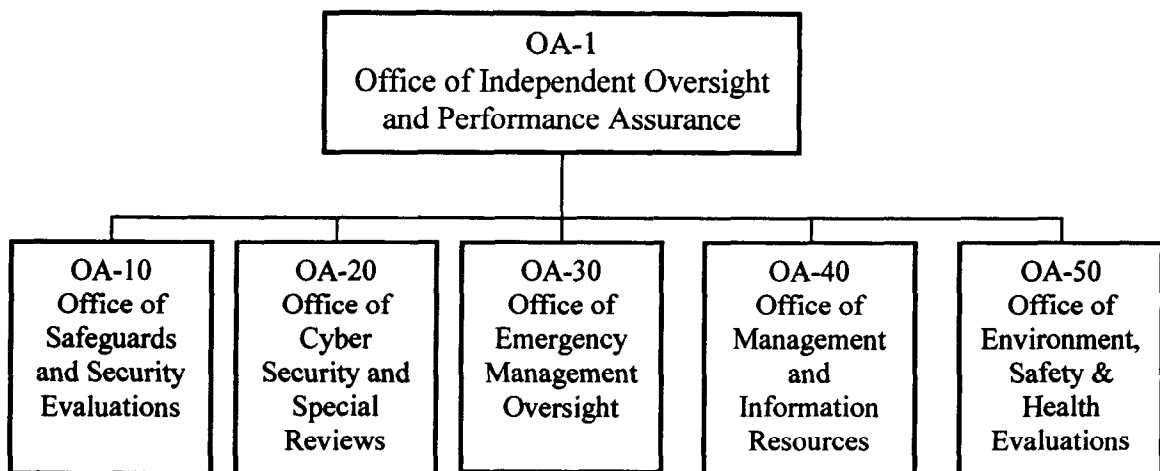 OA-1
Office of Independent Oversight
and Performance Assurance
OA-10
Office of
Safeguards
and Security
Evaluations
OA-20
Office of
Cyber
Security and
Special
Reviews
OA-30
Office of
Emergency
Management
Oversight
OA-40
Office of
Management
and
Information
Resources
OA-50
Office of
Environment,
Safety &
Health
Evaluations